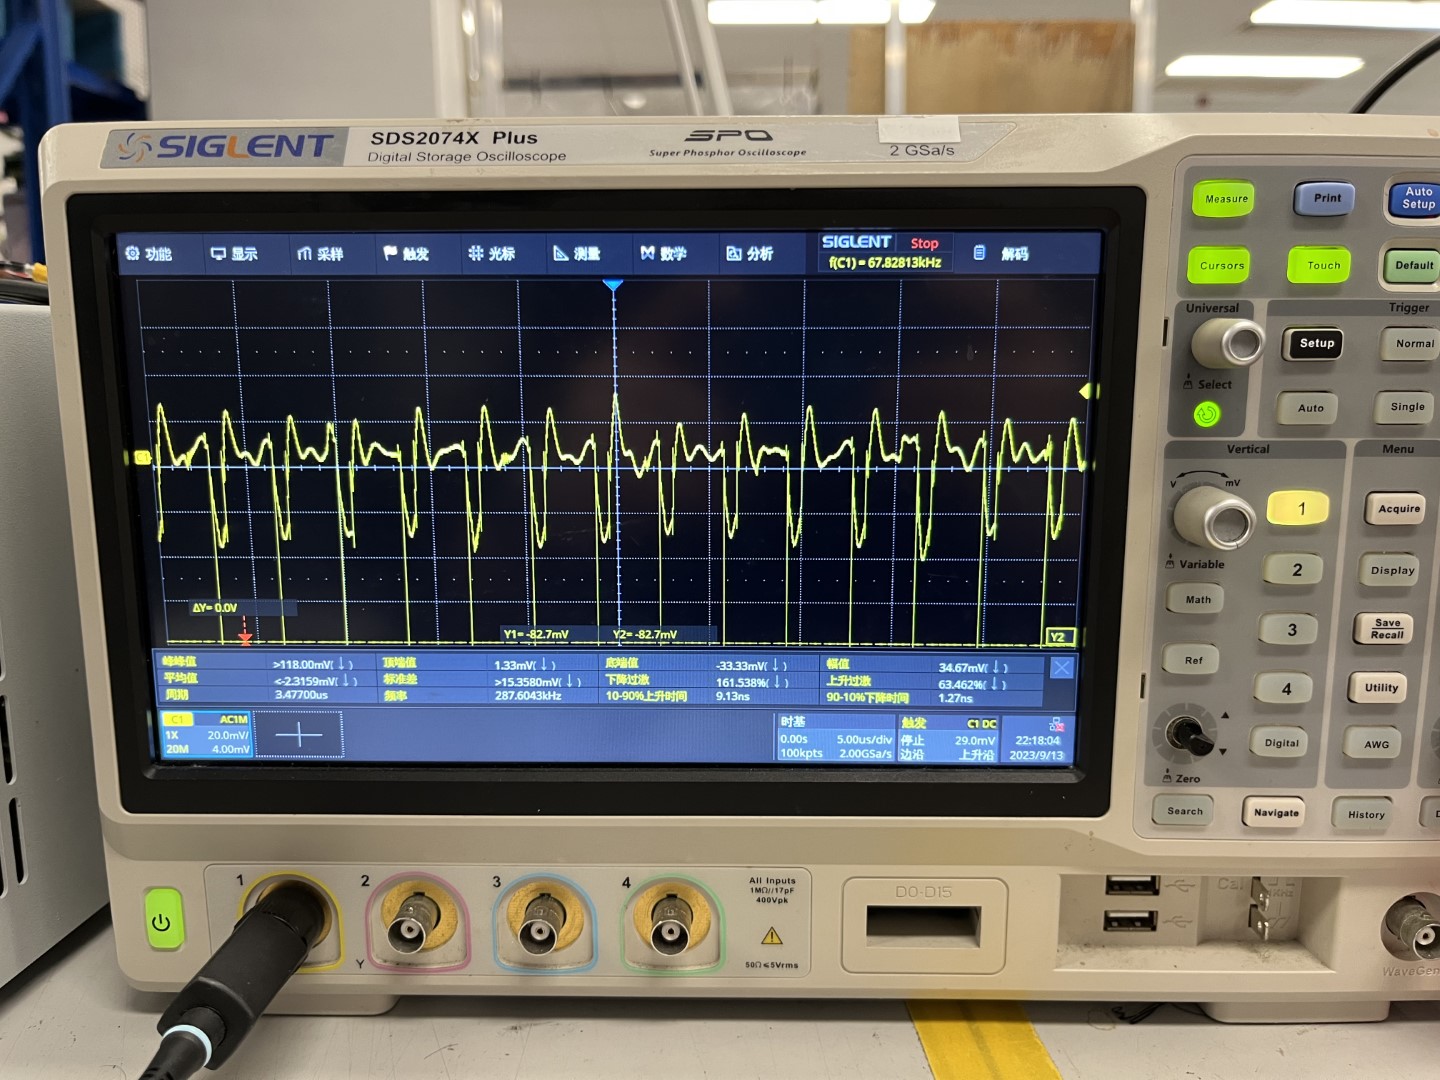 SIGLENT SDS2074X Plus
Digital Storage Oscilloscope
SPO
Super Phosphor Oscilloscope
2 GSa/s
功能 显示 采样 触发 光标 测量 数学 分析 SIGLENT Stop 解码
f(C1) = 67.82813kHz
ΔY= 0.0V
Y1= -82.7mV Y2= -82.7mV Y2
峰峰值 >118.00mV(↓) 顶端值 1.33mV(↓) 底端值 -33.33mV(↓) 幅值 34.67mV(↓)
平均值 <-2.3159mV(↓) 标准差 >15.3580mV(↓) 下降过激 161.538%(↓) 上升过激 63.462%(↓)
周期 3.47700us 频率 287.6043kHz 10-90%上升时间 9.13ns 90-10%下降时间 1.27ns
C1 AC1M
1X 20.0mV/
20M 4.00mV
时基
0.00s 5.00us/div
100kpts 2.00GSa/s
触发 C1 DC
停止 29.0mV
边沿 上升沿
22:18:04
2023/9/13
Measure Print Auto Setup
Cursors Touch Default
Universal Trigger
Setup Normal
Select
Auto Single
Vertical Menu
V mV
1 Acquire
Variable
2 Display
Math
3 Save Recall
Ref
4 Utility
Digital AWG
Zero
Search Navigate History
1 2 3 4
Y
All Inputs
1MΩ//17pF
400Vpk
50Ω≤5Vrms
D0-D15
Cal
1KHz
WaveGen